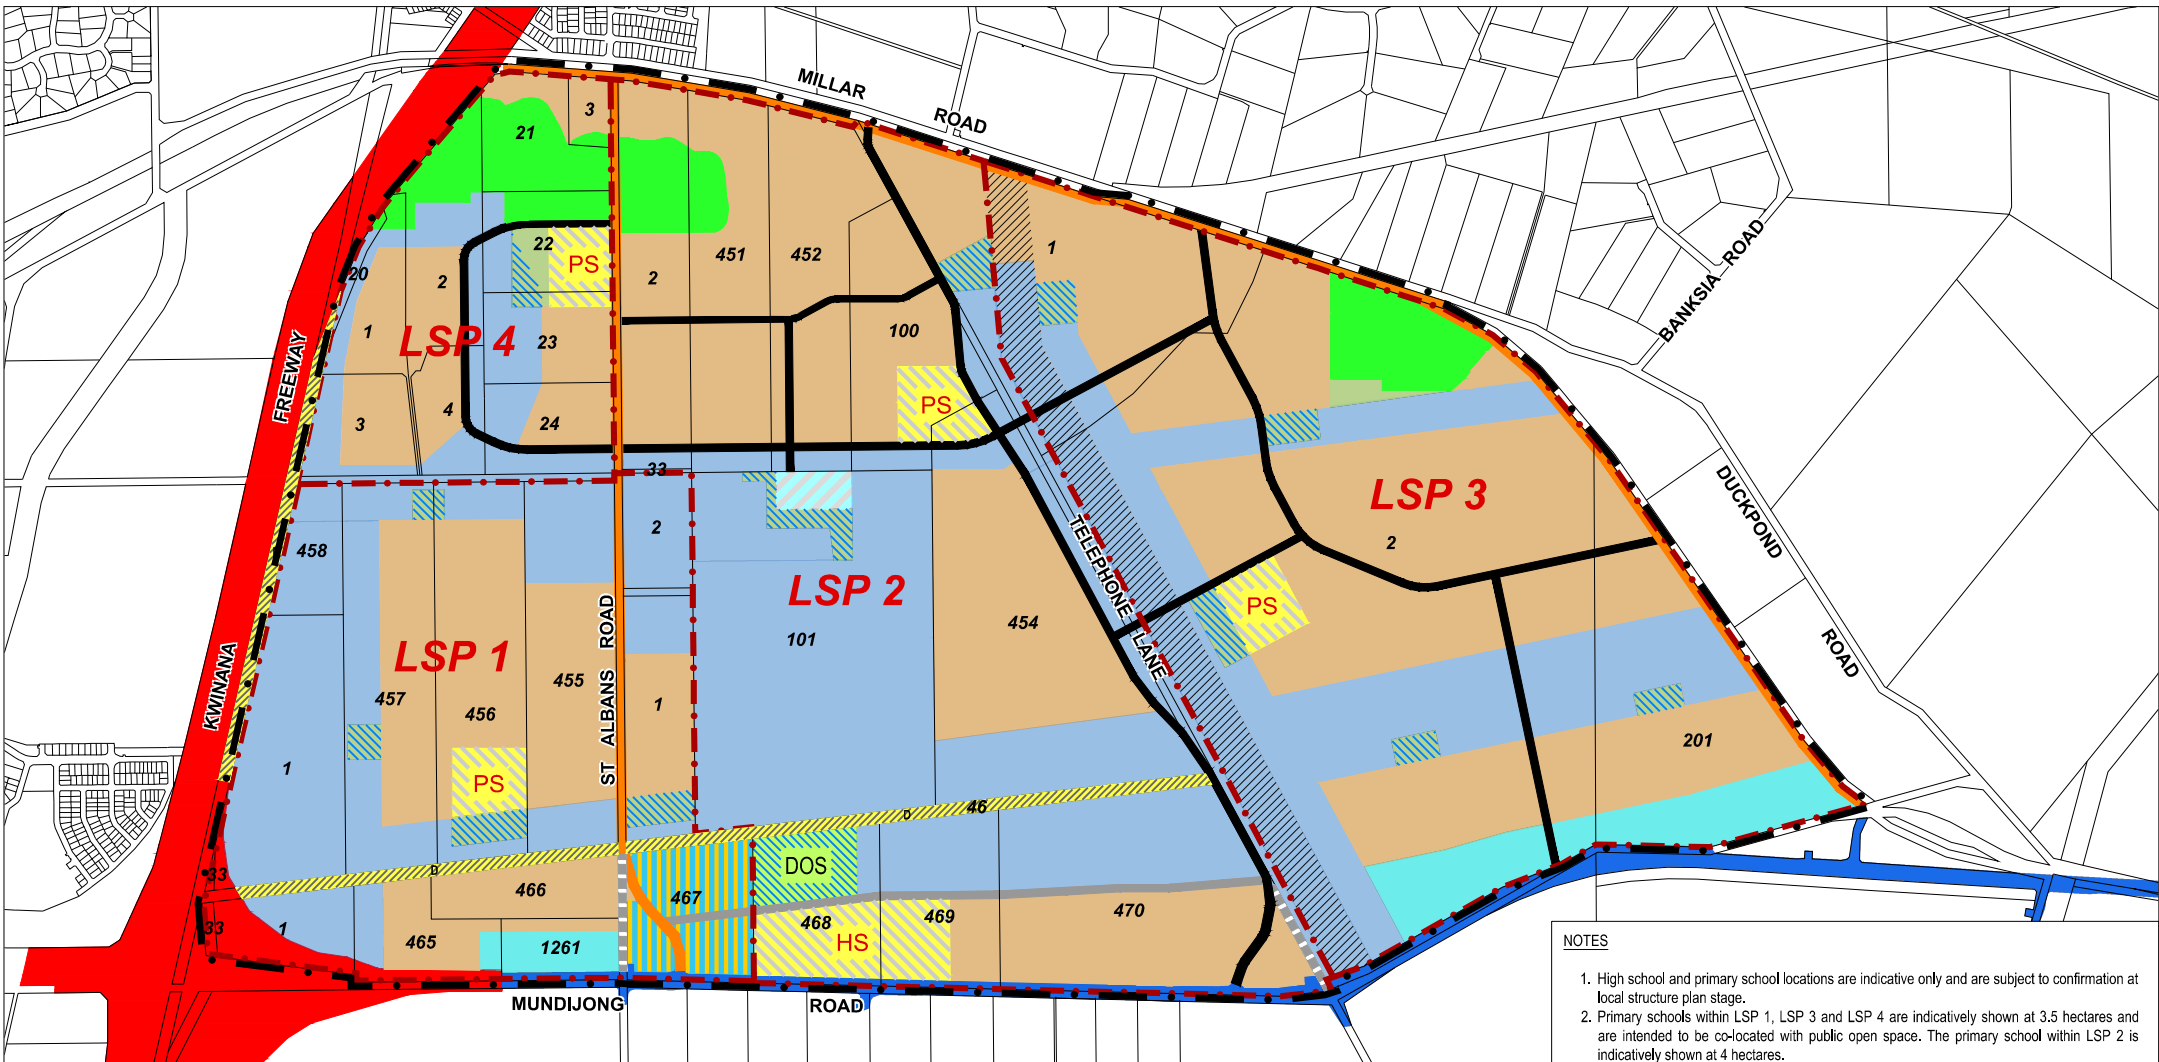 MILLAR
ROAD
3
21
22
PS
451
452
2
1
BANKSIA ROAD
20
2
1
LSP 4
23
100
FREEWAY
3
4
24
PS
33
LSP 3
2
458
2
TELEPHONE LANE
DUCKPOND
ROAD
LSP 2
101
454
PS
LSP 1
457
456
455
1
ST ALBANS ROAD
KWINANA
1
PS
201
46
D
D
DOS
33
466
467
468
469
470
33
1
465
1261
HS
MUNDIJONG
ROAD
NOTES
1. High school and primary school locations are indicative only and are subject to confirmation at
local structure plan stage.
2. Primary schools within LSP 1, LSP 3 and LSP 4 are indicatively shown at 3.5 hectares and
are intended to be co-located with public open space. The primary school within LSP 2 is
indicatively shown at 4 hectares.